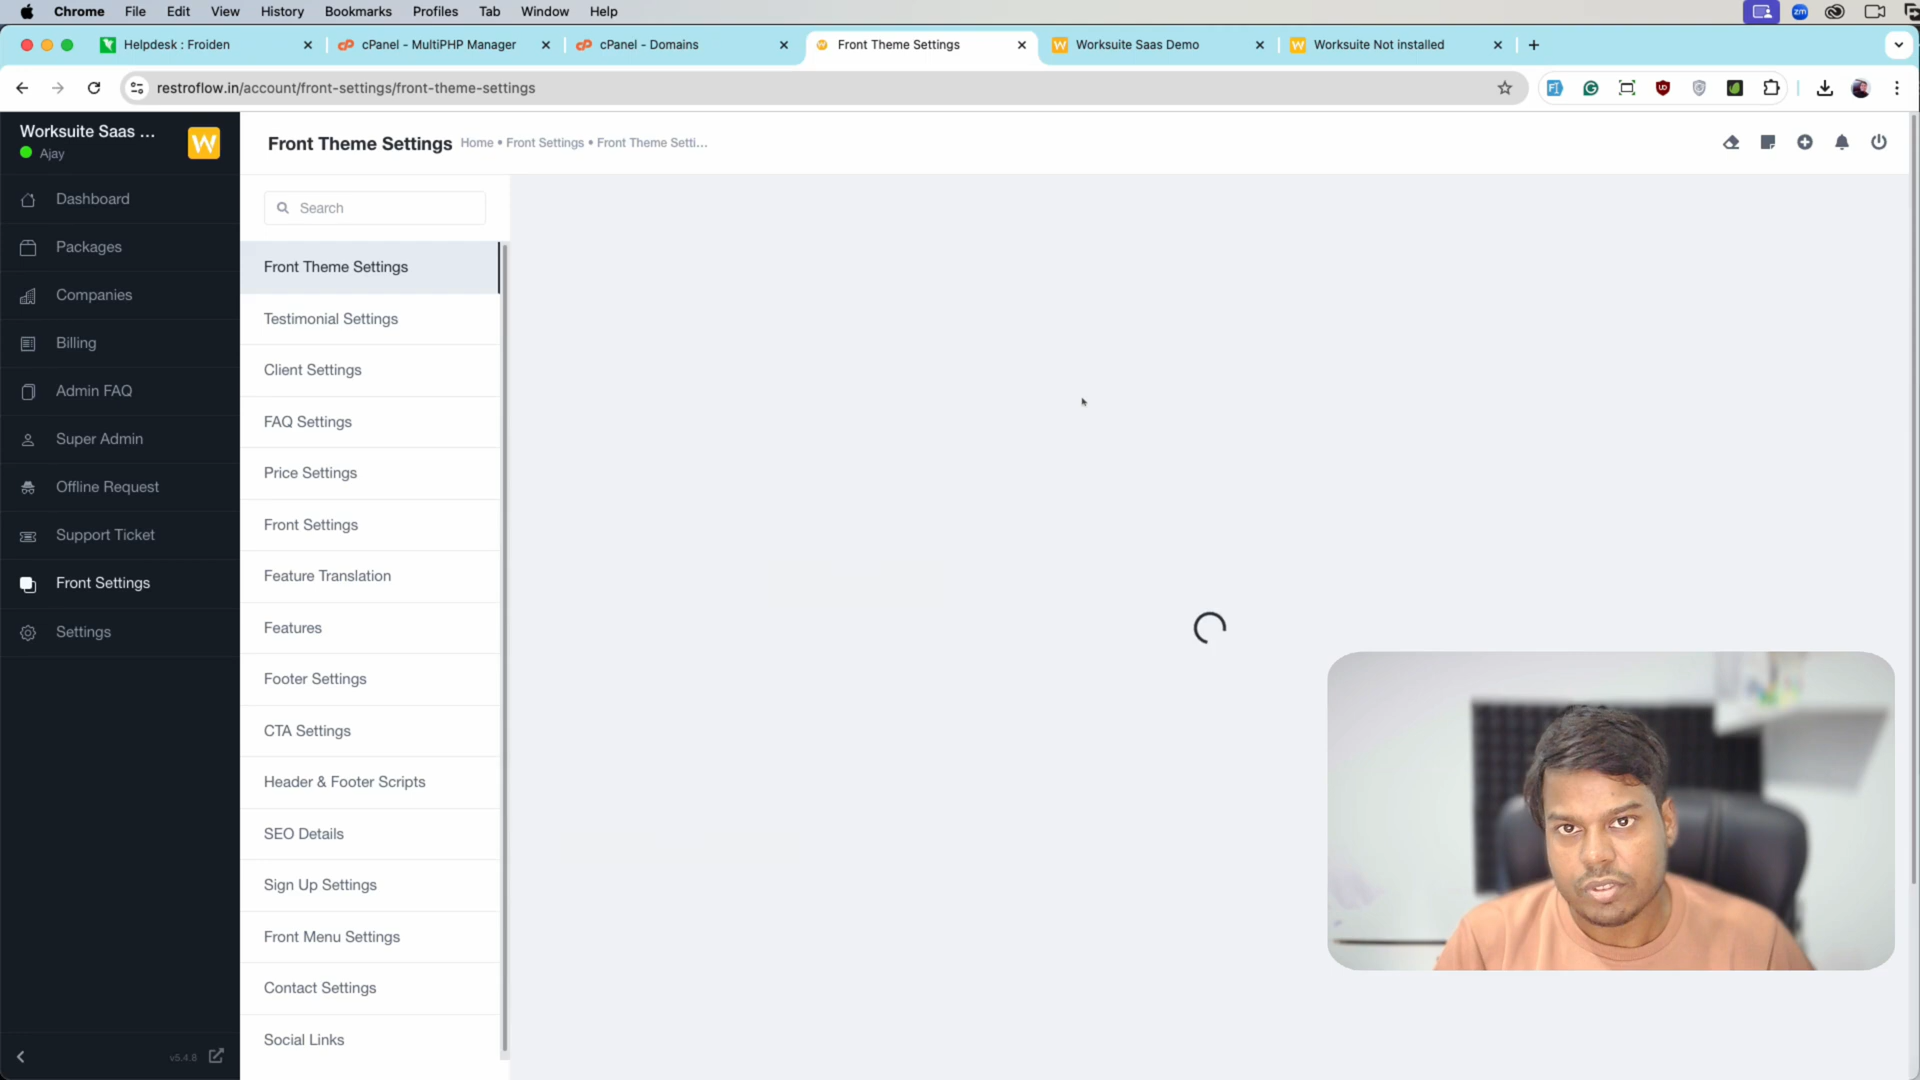 Chrome File Edit View History Bookmarks Profiles Tab Window Help
zm
Helpdesk : Froiden
cPanel - MultiPHP Manager
cPanel - Domains
Front Theme Settings
Worksuite Saas Demo
Worksuite Not installed
restroflow.in/account/front-settings/front-theme-settings
Worksuite Saas ...
Ajay
W
Front Theme Settings
Home • Front Settings • Front Theme Setti...
Dashboard
Packages
Companies
Billing
Admin FAQ
Super Admin
Offline Request
Support Ticket
Front Settings
Settings
v5.4.8
Search
Front Theme Settings
Testimonial Settings
Client Settings
FAQ Settings
Price Settings
Front Settings
Feature Translation
Features
Footer Settings
CTA Settings
Header & Footer Scripts
SEO Details
Sign Up Settings
Front Menu Settings
Contact Settings
Social Links